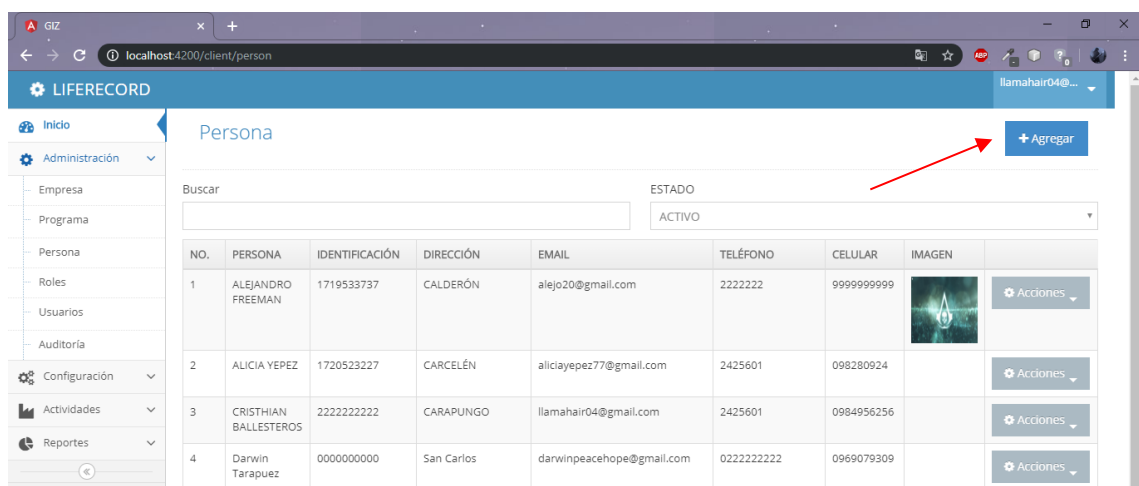 GIZ
localhost:4200/client/person
ABP
0
LIFERECORD
llamahair04@...
Inicio
Administración
Empresa
Programa
Persona
Roles
Usuarios
Auditoría
Configuración
Actividades
Reportes
Persona
+ Agregar
Buscar
ESTADO
ACTIVO
NO. PERSONA IDENTIFICACIÓN DIRECCIÓN EMAIL TELÉFONO CELULAR IMAGEN
1 ALEJANDRO FREEMAN 1719533737 CALDERÓN alejo20@gmail.com 2222222 9999999999 Acciones
2 ALICIA YEPEZ 1720523227 CARCELÉN aliciayepez77@gmail.com 2425601 098280924 Acciones
3 CRISTHIAN BALLESTEROS 2222222222 CARAPUNGO llamahair04@gmail.com 2425601 0984956256 Acciones
4 Darwin Tarapuez 0000000000 San Carlos darwinpeacehope@gmail.com 0222222222 0969079309 Acciones